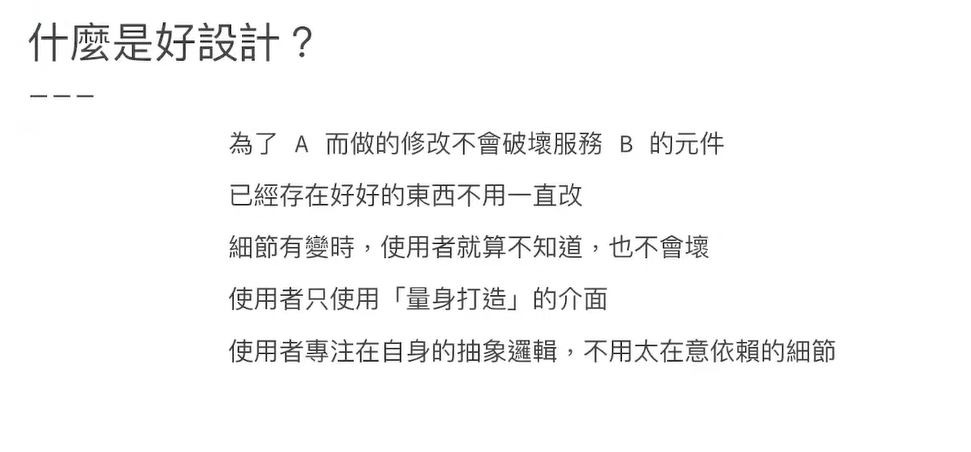 什麼是好設計？
———
為了 A 而做的修改不會破壞服務 B 的元件
已經存在好好的東西不用一直改
細節有變時，使用者就算不知道，也不會壞
使用者只使用「量身打造」的介面
使用者專注在自身的抽象邏輯，不用太在意依賴的細節